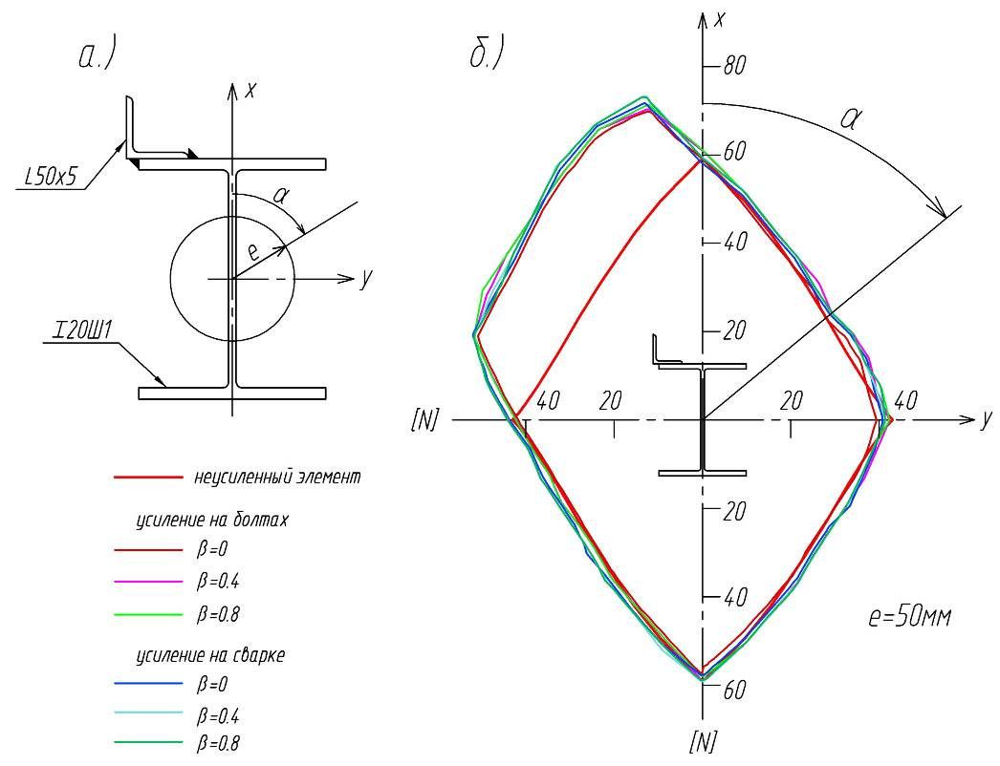 а.)
x
L50x5
α
e
y
I20Ш1
неусиленный элемент
усиление на болтах
β=0
β=0.4
β=0.8
усиление на сварке
β=0
β=0.4
β=0.8
б.)
x
80
α
60
40
20
[N]
40
20
20
40
y
20
40
e=50мм
60
[N]